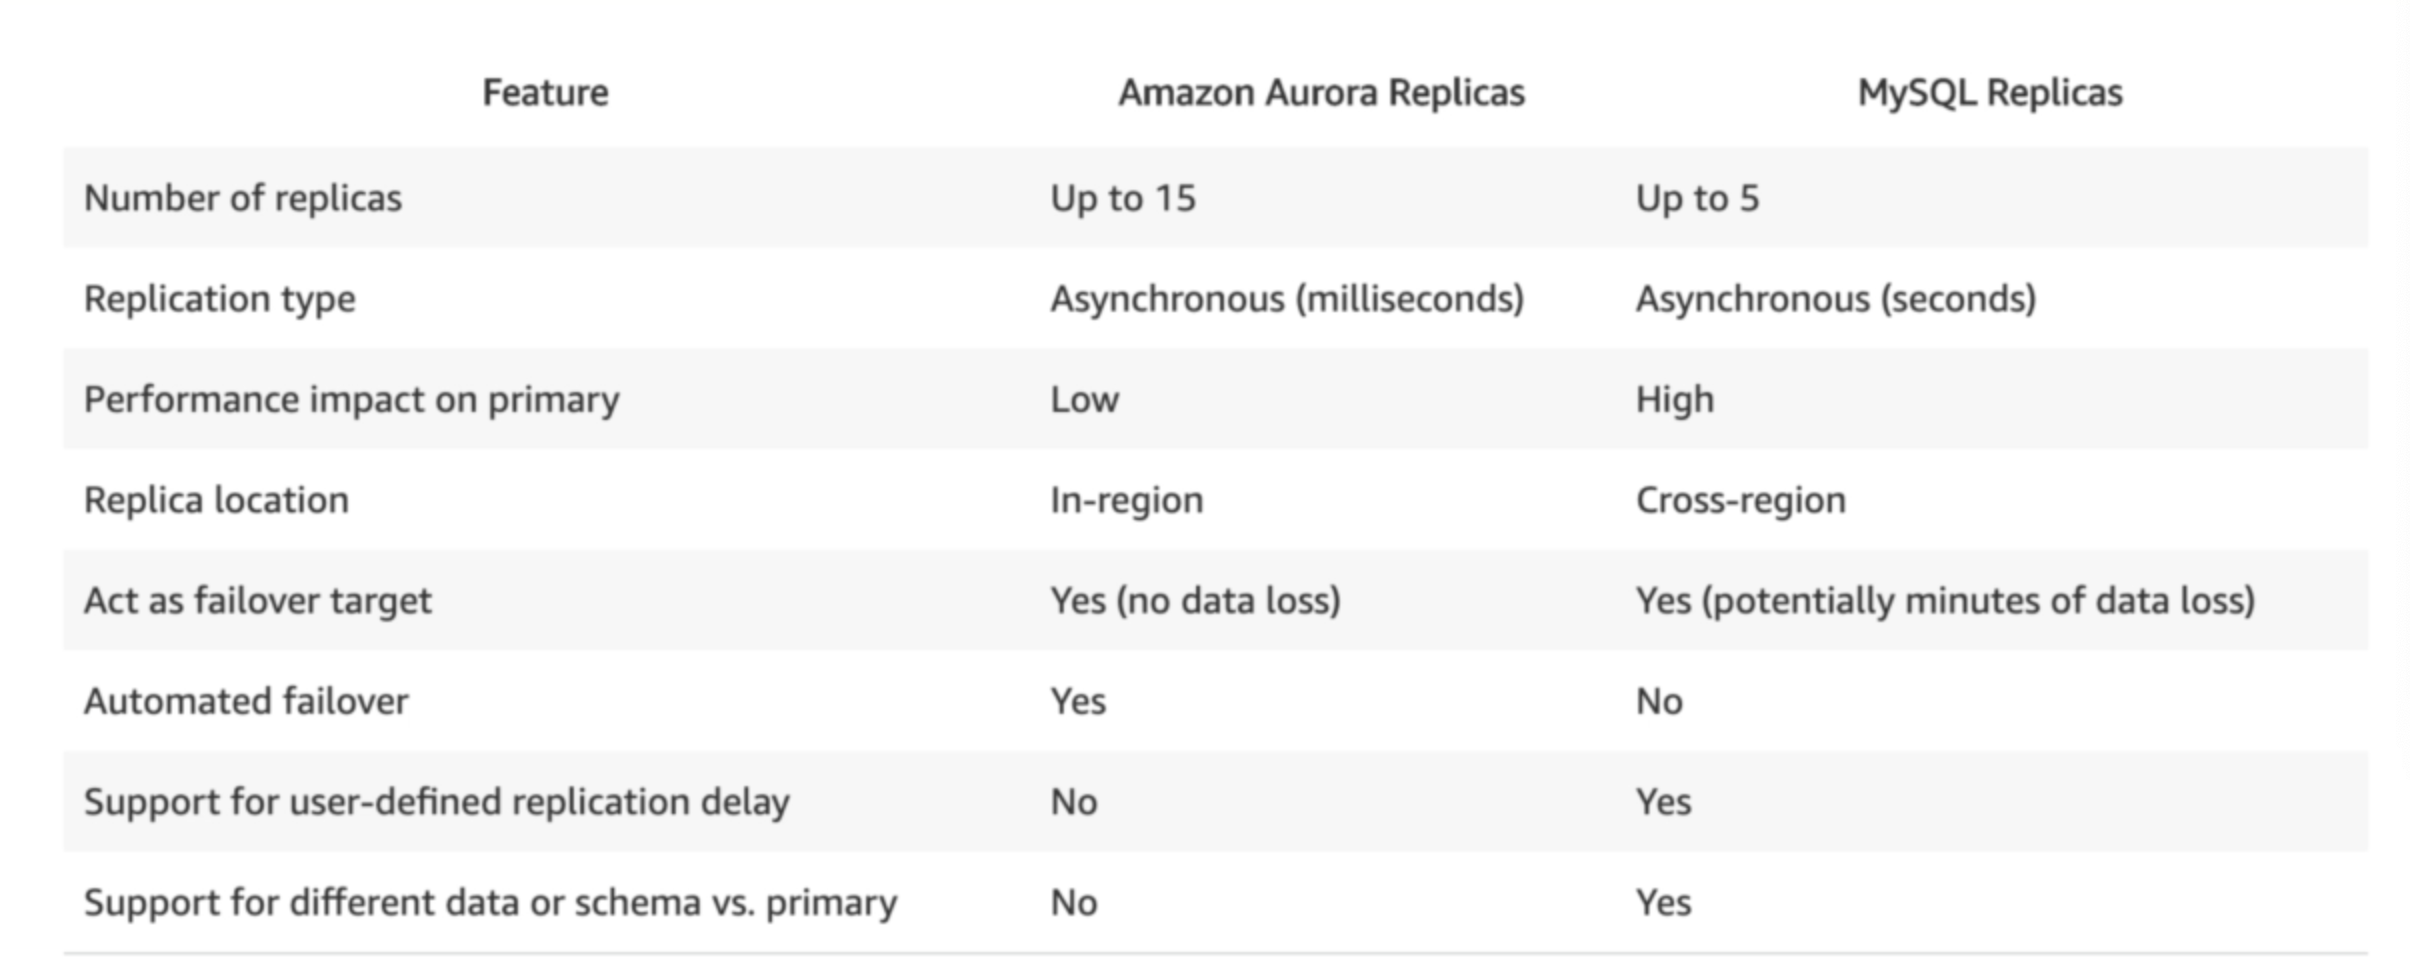 Feature Amazon Aurora Replicas MySQL Replicas
Number of replicas Up to 15 Up to 5
Replication type Asynchronous (milliseconds) Asynchronous (seconds)
Performance impact on primary Low High
Replica location In-region Cross-region
Act as failover target Yes (no data loss) Yes (potentially minutes of data loss)
Automated failover Yes No
Support for user-defined replication delay No Yes
Support for different data or schema vs. primary No Yes